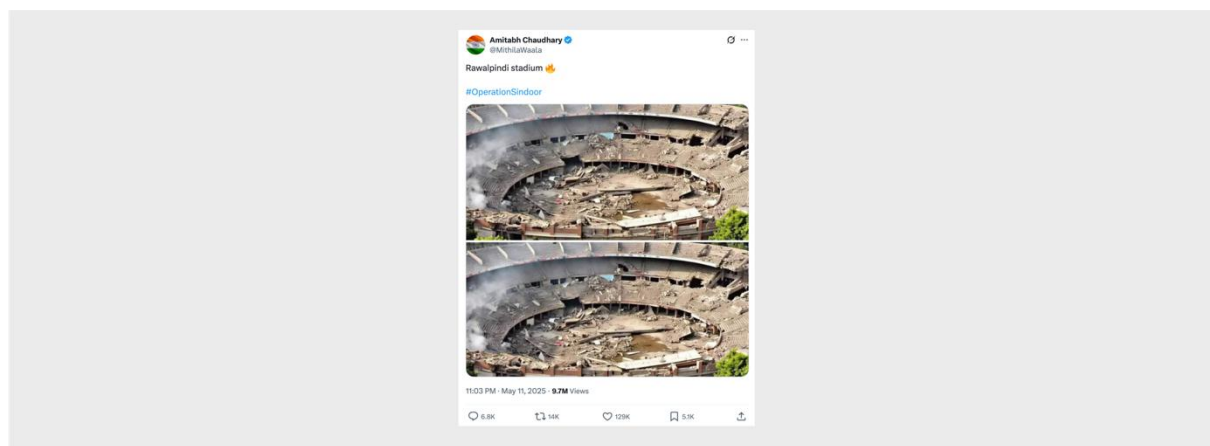 Amitabh Chaudhary
@MithilaWaala
Rawalpindi stadium 🔥
#OperationSindoor
11:03 PM · May 11, 2025 · 9.7M Views
6.8K 14K 129K 5.1K